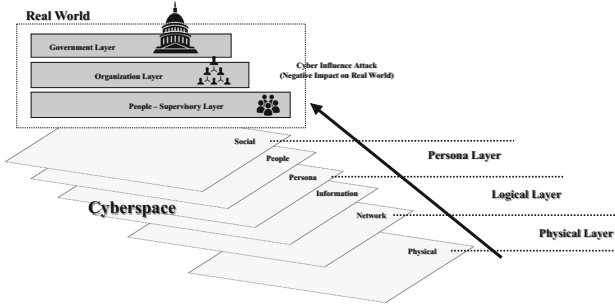 Real World
Government Layer
Organization Layer
Cyber Influence Attack
(Negative Impact on Real World)
People – Supervisory Layer
Social
People
Persona Layer
Persona
Information
Logical Layer
Cyberspace
Network
Physical Layer
Physical